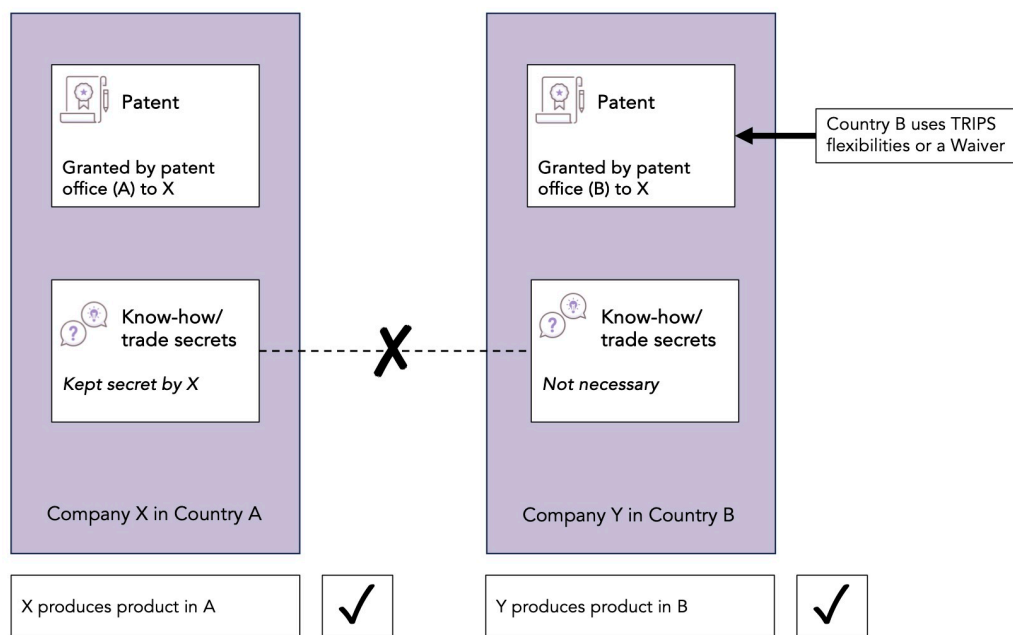 Patent
Granted by patent
office (A) to X
Know-how/
trade secrets
Kept secret by X
Company X in Country A
Patent
Granted by patent
office (B) to X
Know-how/
trade secrets
Not necessary
Company Y in Country B
Country B uses TRIPS
flexibilities or a Waiver
X produces product in A
Y produces product in B